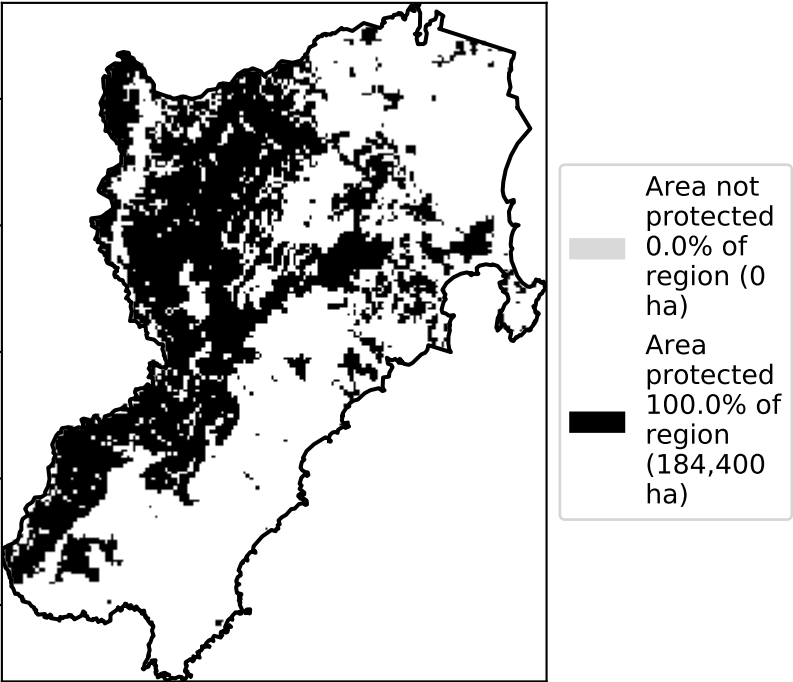 Area not
protected
0.0% of
region (0
ha)
Area
protected
100.0% of
region
(184,400
ha)